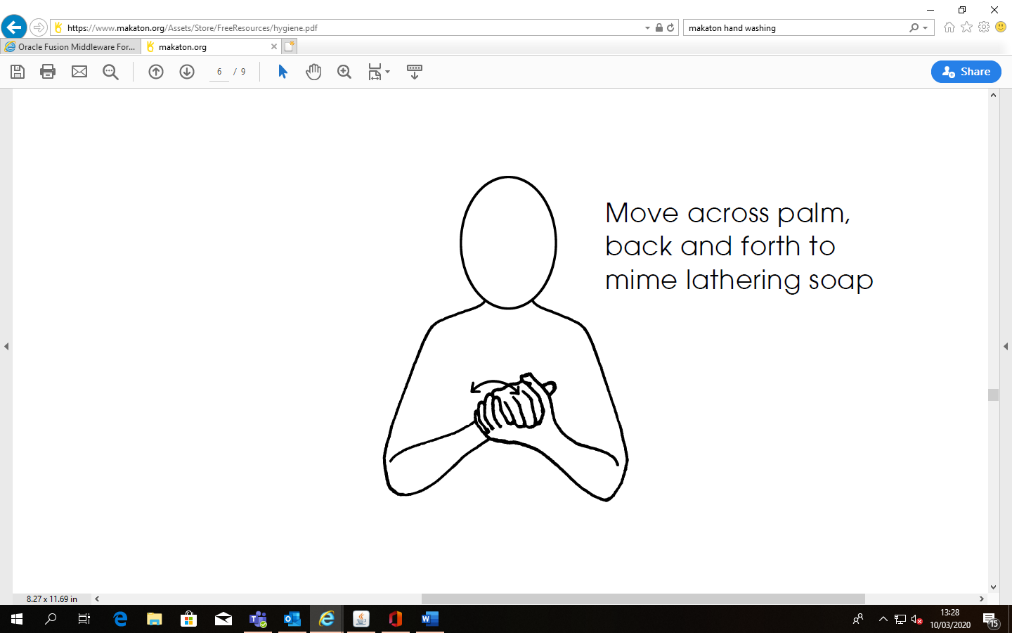 https://www.makaton.org/Assets/Store/FreeResources/hygiene.pdf
makaton hand washing
Oracle Fusion Middleware For...
makaton.org
6 / 9
Share
Move across palm,
back and forth to
mime lathering soap
8.27 x 11.69 in
13:28
10/03/2020
15